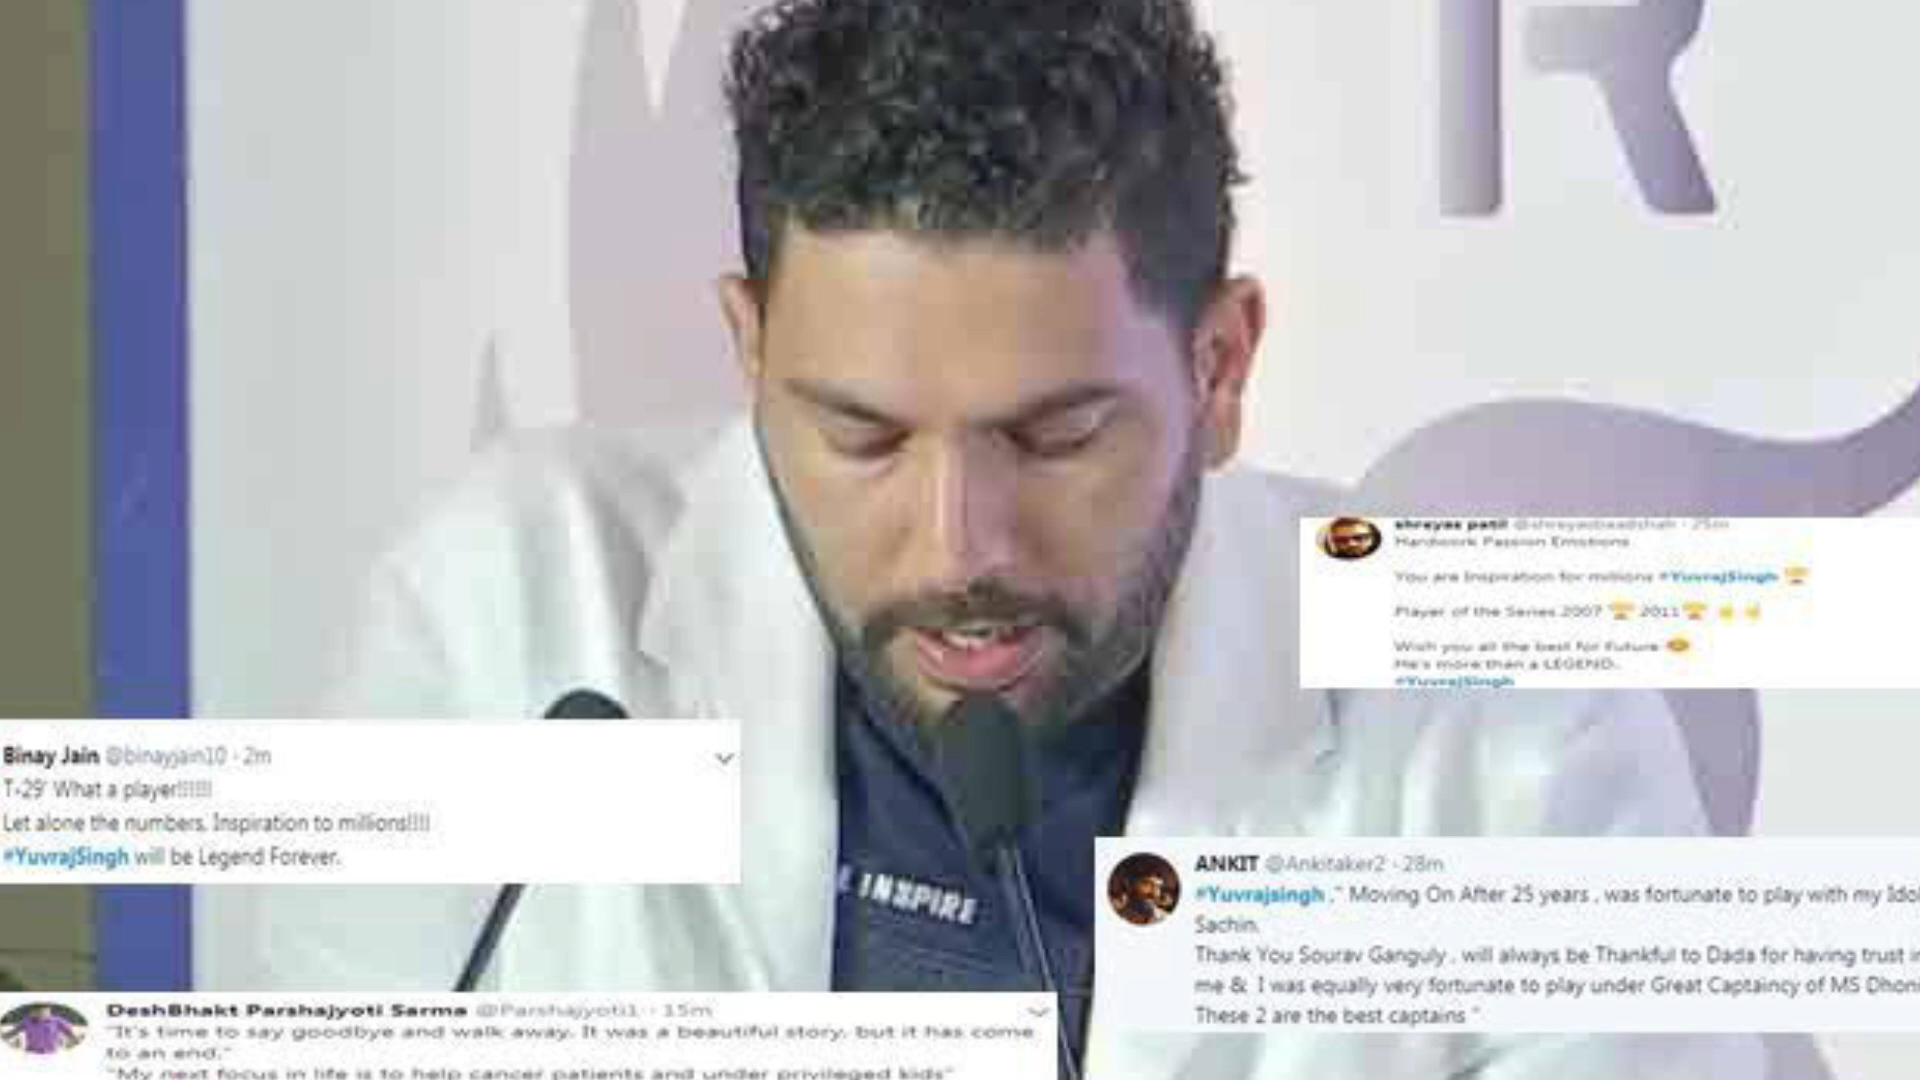 R
shreyas patil @shreyasbaadshah · 25m
Hardwork Passion Emotions
You are Inspiration for millions #YuvrajSingh 🏆
Player of the Series 2007 🏆 2011 🏆
Wish you all the best for Future
He's more than a LEGEND.
#YuvrajSingh
Binay Jain @binayjain10 · 2m
T-29' What a player!!!!!!
Let alone the numbers. Inspiration to millions!!!!
#YuvrajSingh will be Legend Forever.
INSPIRE
ANKIT @Ankitaker2 · 28m
#Yuvrajsingh ," Moving On After 25 years , was fortunate to play with my Idol
Sachin.
Thank You Sourav Ganguly , will always be Thankful to Dada for having trust in
me & I was equally very fortunate to play under Great Captaincy of MS Dhoni
These 2 are the best captains "
DeshBhakt Parshajyoti Sarma @Parshajyoti1 · 15m
"It's time to say goodbye and walk away. It was a beautiful story, but it has come
to an end."
"My next focus in life is to help cancer patients and under privileged kids"